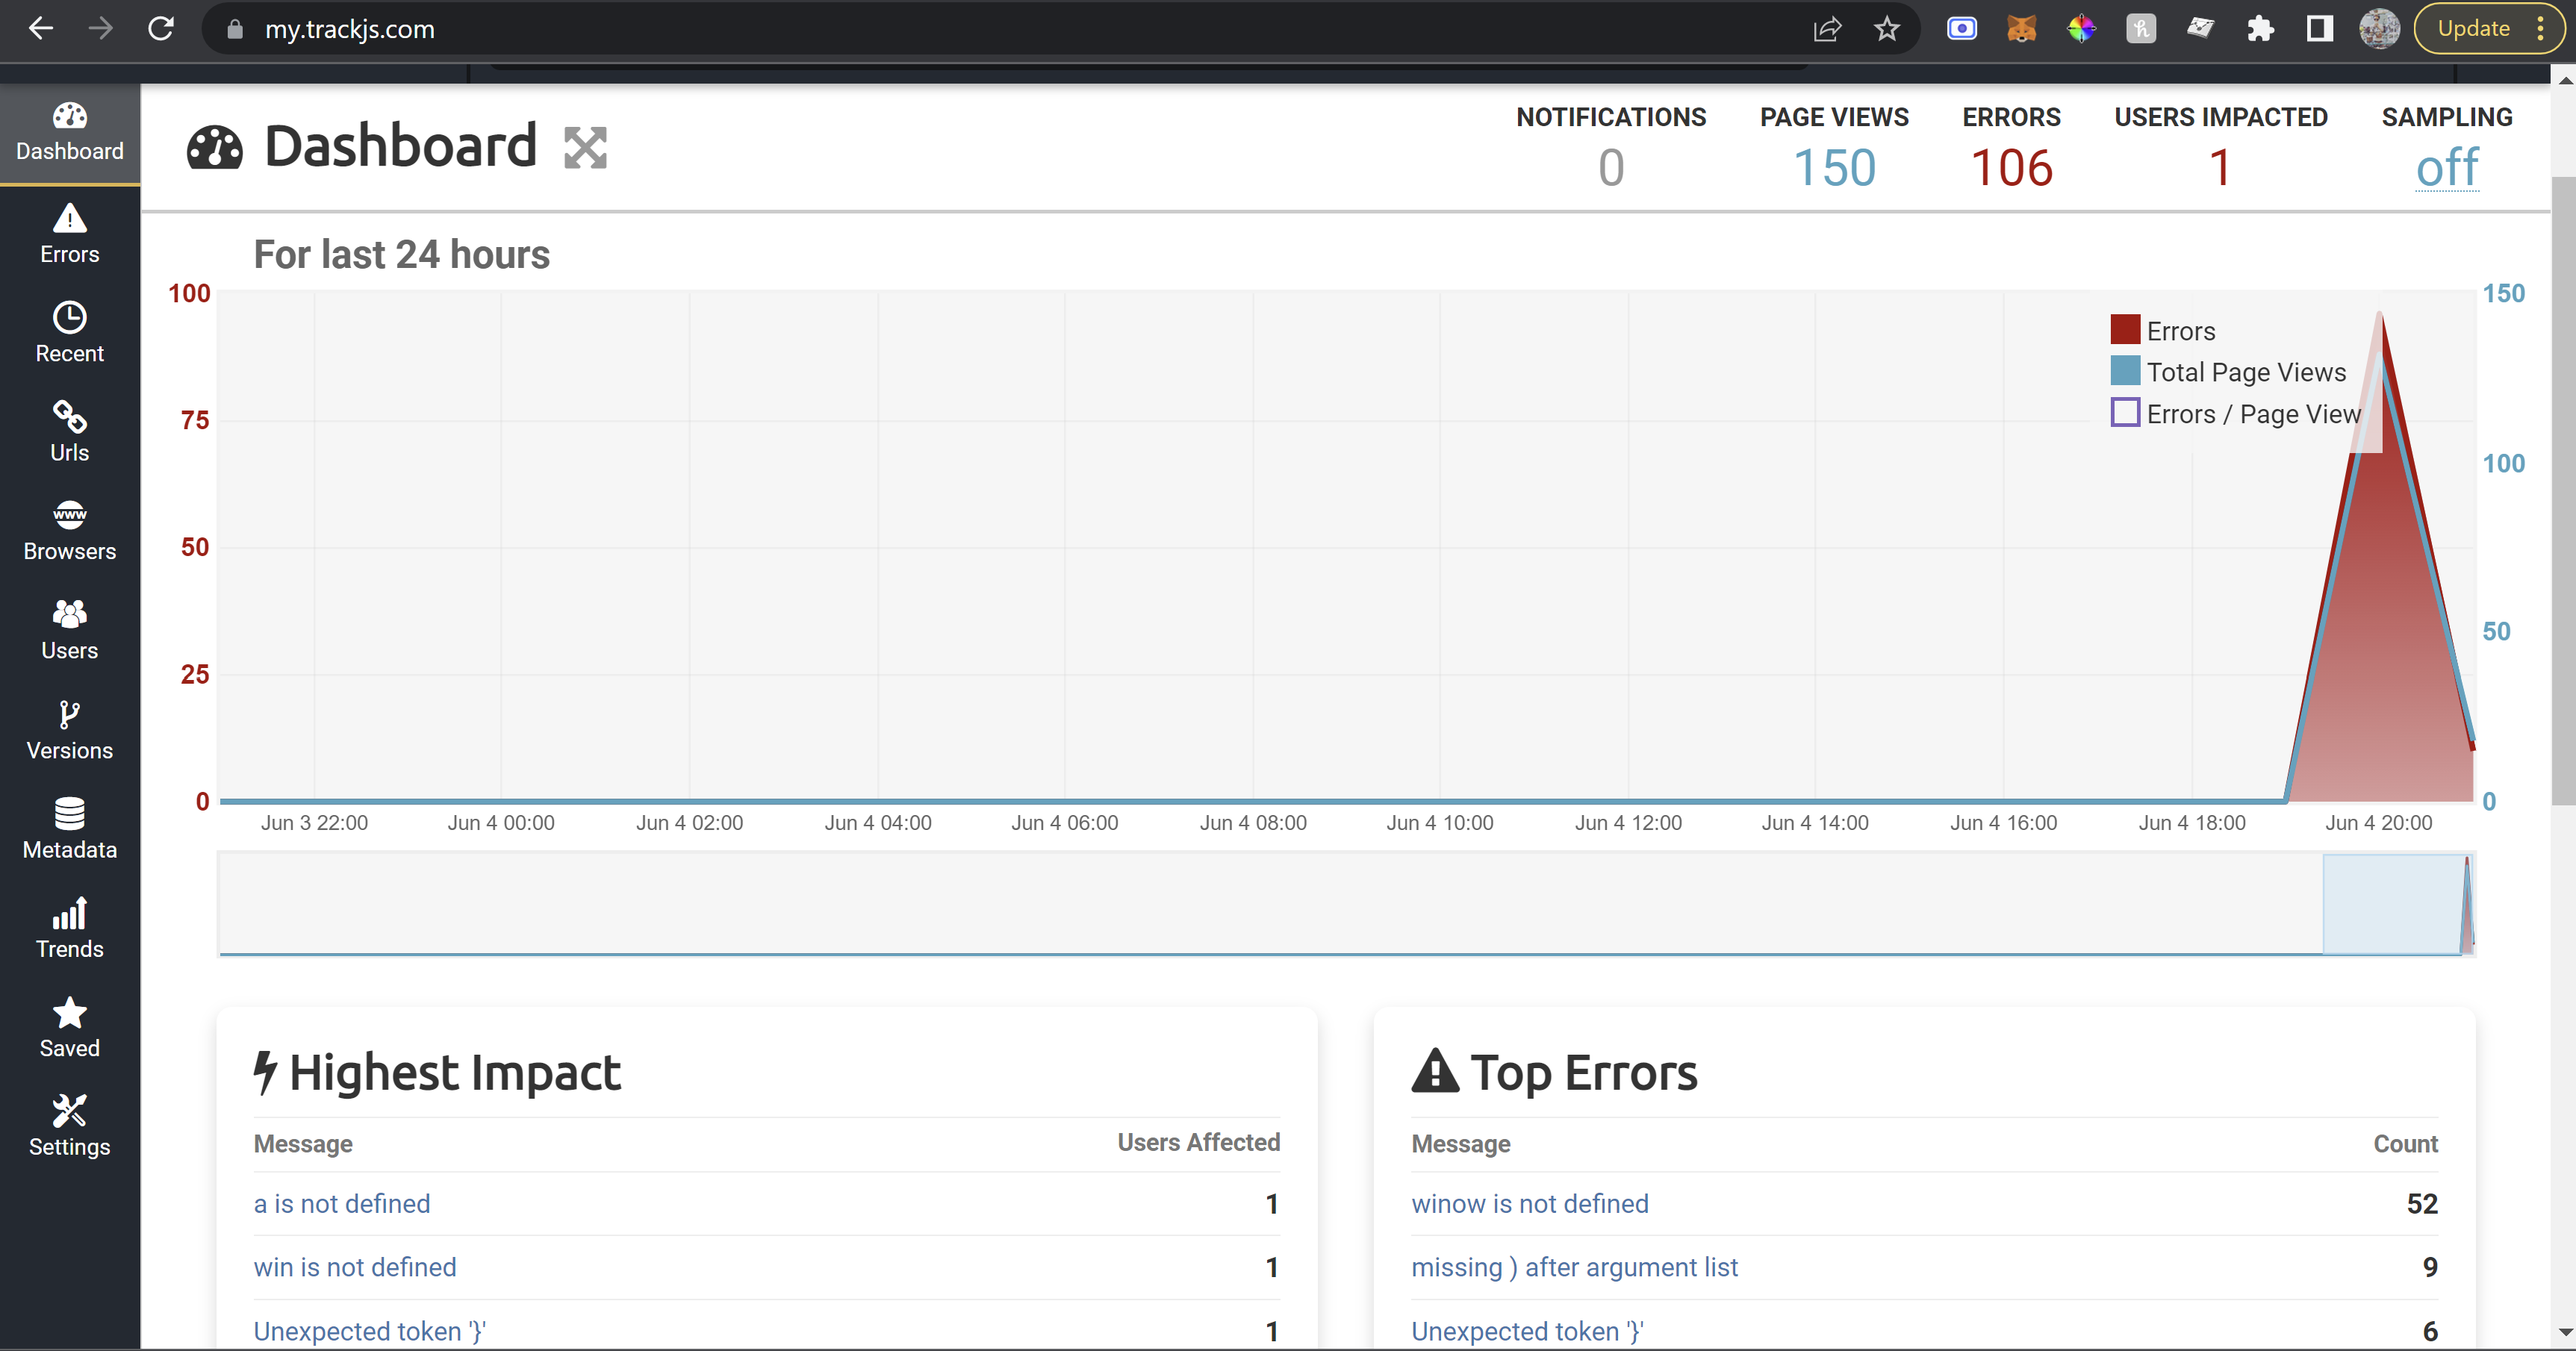 my.trackjs.com
Update
Dashboard
Errors
Recent
Urls
www
Browsers
Users
Versions
Metadata
Trends
Saved
Settings
Dashboard
NOTIFICATIONS
0
PAGE VIEWS
150
ERRORS
106
USERS IMPACTED
1
SAMPLING
off
For last 24 hours
100
75
50
25
0
150
100
50
0
Errors
Total Page Views
Errors / Page View
Jun 3 22:00
Jun 4 00:00
Jun 4 02:00
Jun 4 04:00
Jun 4 06:00
Jun 4 08:00
Jun 4 10:00
Jun 4 12:00
Jun 4 14:00
Jun 4 16:00
Jun 4 18:00
Jun 4 20:00
Highest Impact
Message Users Affected
a is not defined 1
win is not defined 1
Unexpected token '}' 1
Top Errors
Message Count
winow is not defined 52
missing ) after argument list 9
Unexpected token '}' 6